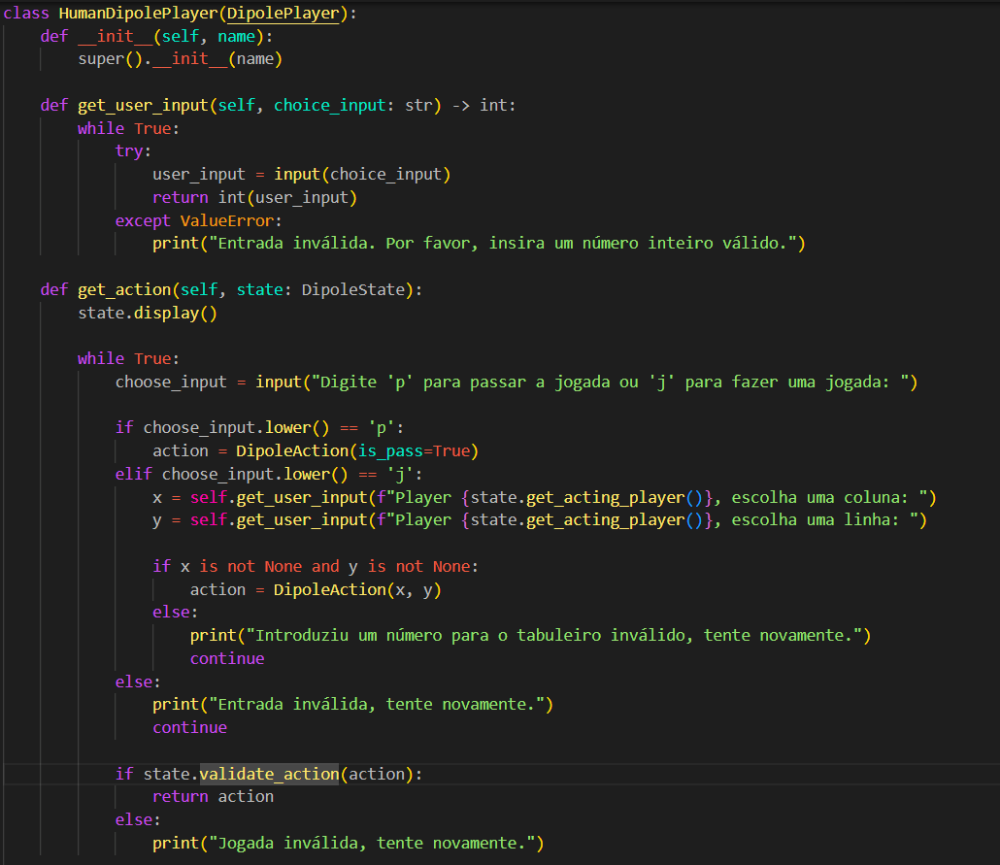 class HumanDipolePlayer(DipolePlayer):
    def __init__(self, name):
        super().__init__(name)

    def get_user_input(self, choice_input: str) -> int:
        while True:
            try:
                user_input = input(choice_input)
                return int(user_input)
            except ValueError:
                print("Entrada inválida. Por favor, insira um número inteiro válido.")

    def get_action(self, state: DipoleState):
        state.display()

        while True:
            choose_input = input("Digite 'p' para passar a jogada ou 'j' para fazer uma jogada: ")

            if choose_input.lower() == 'p':
                action = DipoleAction(is_pass=True)
            elif choose_input.lower() == 'j':
                x = self.get_user_input(f"Player {state.get_acting_player()}, escolha uma coluna: ")
                y = self.get_user_input(f"Player {state.get_acting_player()}, escolha uma linha: ")

                if x is not None and y is not None:
                    action = DipoleAction(x, y)
                else:
                    print("Introduziu um número para o tabuleiro inválido, tente novamente.")
                    continue
            else:
                print("Entrada inválida, tente novamente.")
                continue

            if state.validate_action(action):
                return action
            else:
                print("Jogada inválida, tente novamente.")